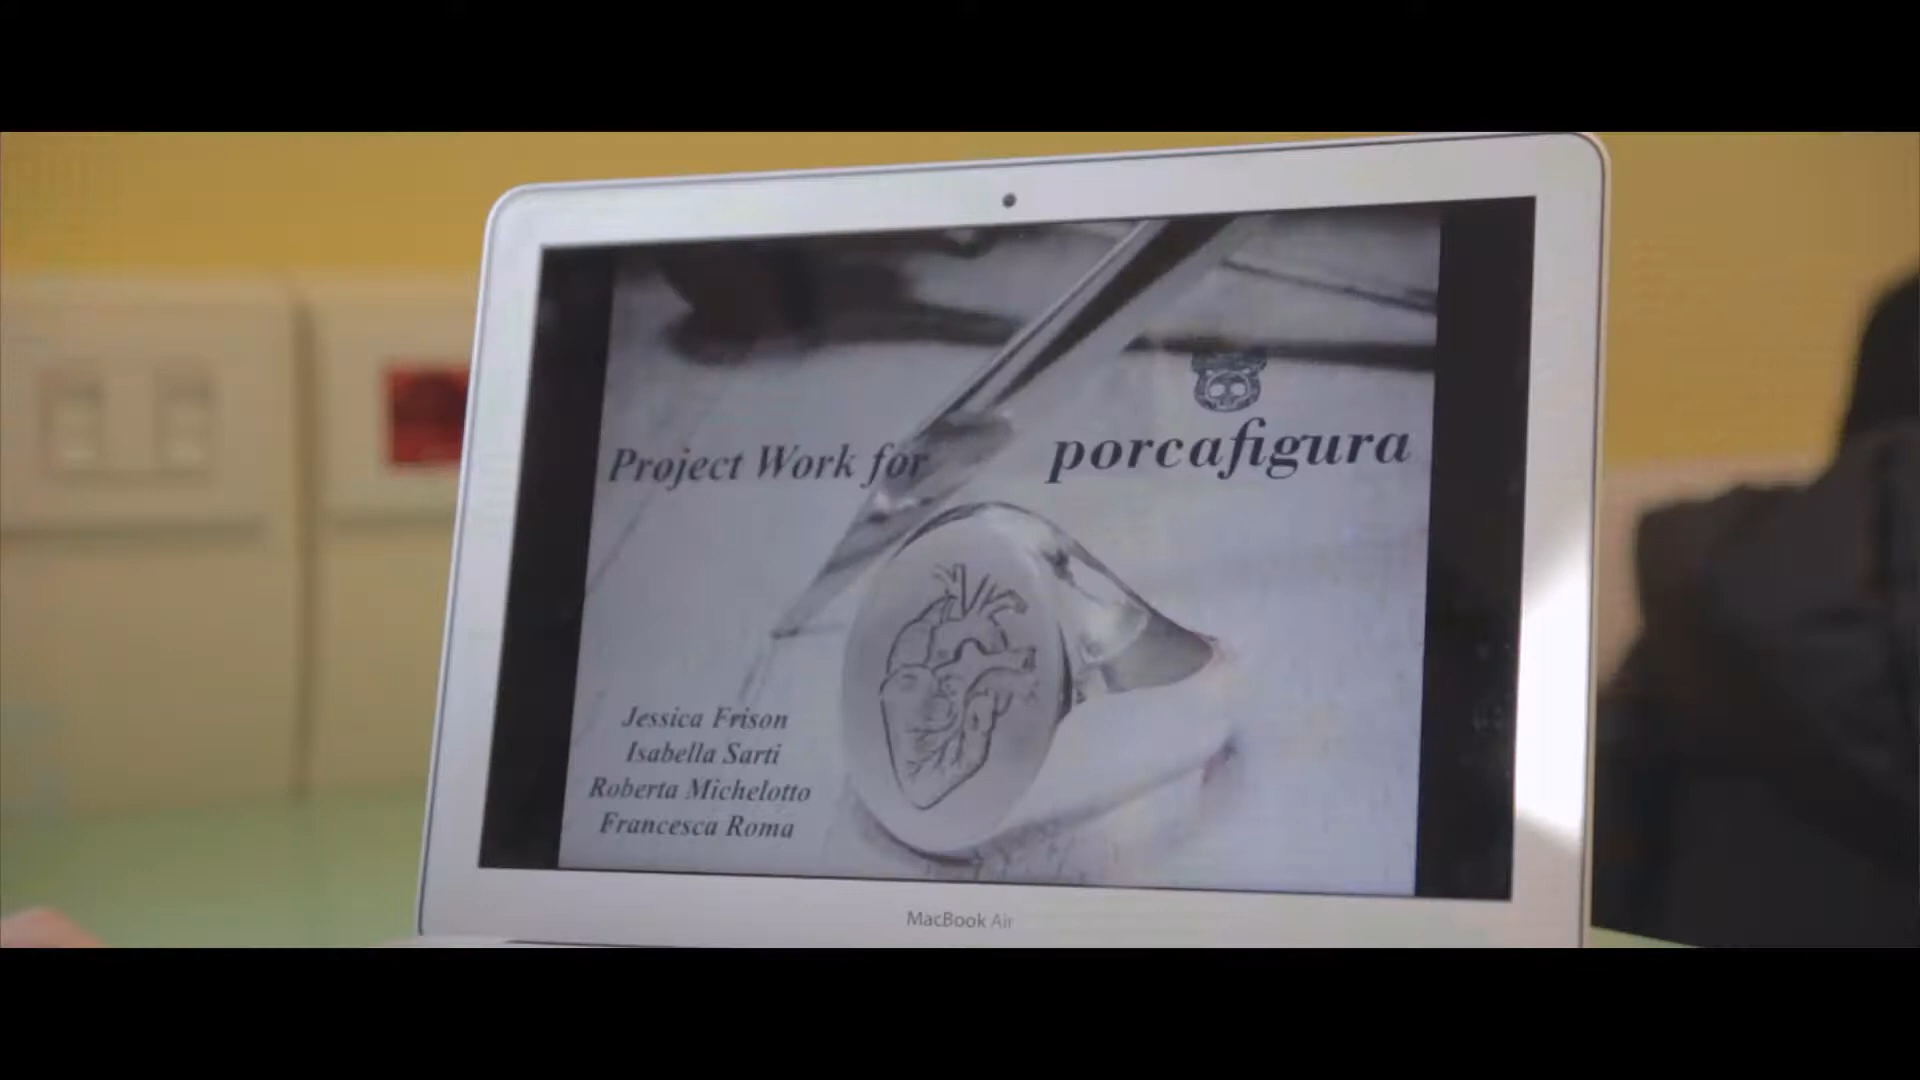 Project Work for porcafigura
Jessica Frison
Isabella Sarti
Roberta Michelotto
Francesca Roma
MacBook Air